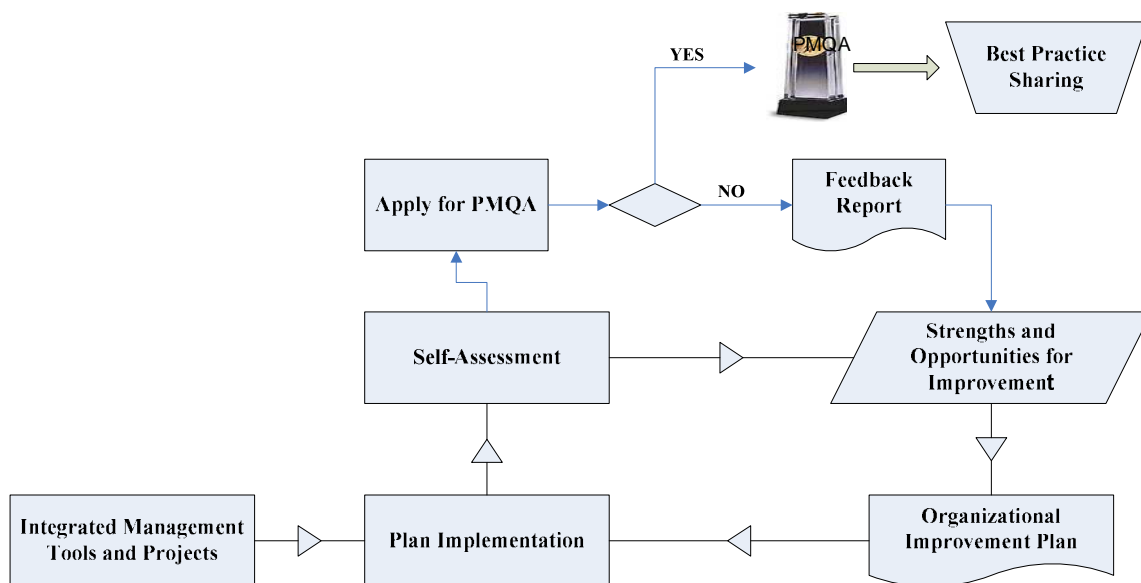 PMQA
YES
Best Practice
Sharing
Apply for PMQA
NO
Feedback
Report
Self-Assessment
Strengths and
Opportunities for
Improvement
Integrated Management
Tools and Projects
Plan Implementation
Organizational
Improvement Plan